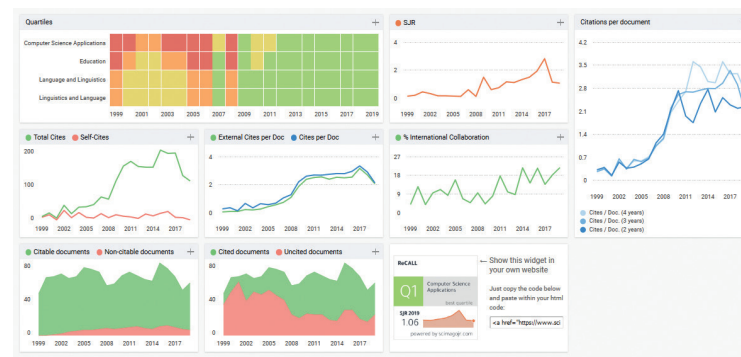 Quartiles
Computer Science Applications
Education
Language and Linguistics
Linguistics and Language
1999 2001 2003 2005 2007 2009 2011 2013 2015 2017 2019
SJR
4
2
0
1999 2002 2005 2008 2011 2014 2017
Citations per document
4.2
3.5
2.8
2.1
1.4
0.7
0
1999 2002 2005 2008 2011 2014 2017
Cites / Doc. (4 years)
Cites / Doc. (3 years)
Cites / Doc. (2 years)
Total Cites Self-Cites
200
100
0
1999 2002 2005 2008 2011 2014 2017
External Cites per Doc Cites per Doc
4
2
0
1999 2002 2005 2008 2011 2014 2017
% International Collaboration
27
18
9
0
1999 2002 2005 2008 2011 2014 2017
Citable documents Non-citable documents
80
40
0
1999 2002 2005 2008 2011 2014 2017
Cited documents Uncited documents
80
40
0
1999 2002 2005 2008 2011 2014 2017
ReCALL
Q1
Computer Science
Applications
best quartile
SJR 2019
1.06
powered by scimagojr.com
← Show this widget in
your own website
Just copy the code below
and paste within your html
code:
<a href="https://www.sci